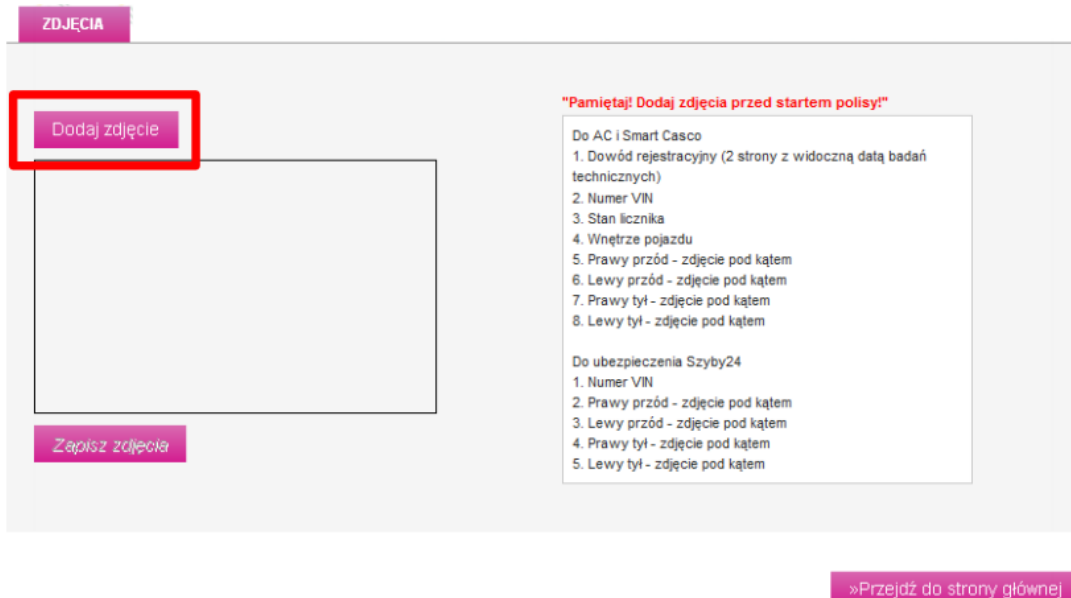 ZDJĘCIA
Dodaj zdjęcie
Zapisz zdjęcia
"Pamiętaj! Dodaj zdjęcia przed startem polisy!"
Do AC i Smart Casco
1. Dowód rejestracyjny (2 strony z widoczną datą badań
technicznych)
2. Numer VIN
3. Stan licznika
4. Wnętrze pojazdu
5. Prawy przód - zdjęcie pod kątem
6. Lewy przód - zdjęcie pod kątem
7. Prawy tył - zdjęcie pod kątem
8. Lewy tył - zdjęcie pod kątem
Do ubezpieczenia Szyby24
1. Numer VIN
2. Prawy przód - zdjęcie pod kątem
3. Lewy przód - zdjęcie pod kątem
4. Prawy tył - zdjęcie pod kątem
5. Lewy tył - zdjęcie pod kątem
»Przejdź do strony głównej